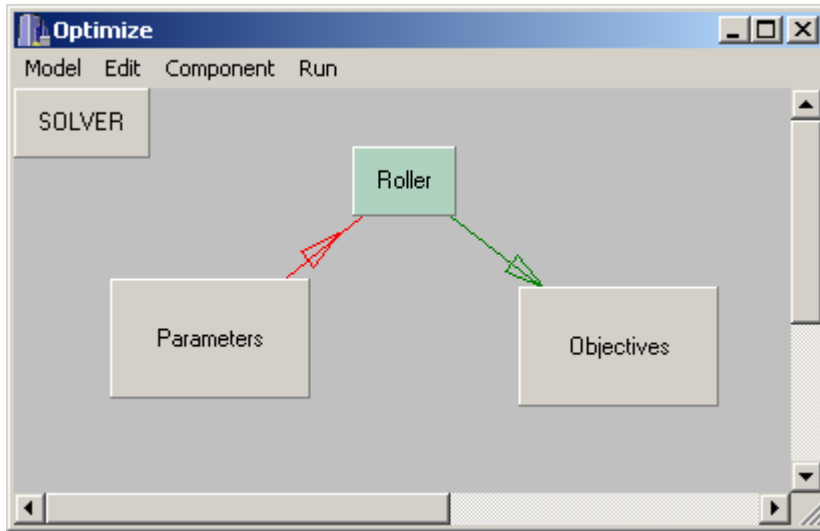 Optimize
Model Edit Component Run
SOLVER
Roller
Parameters
Objectives